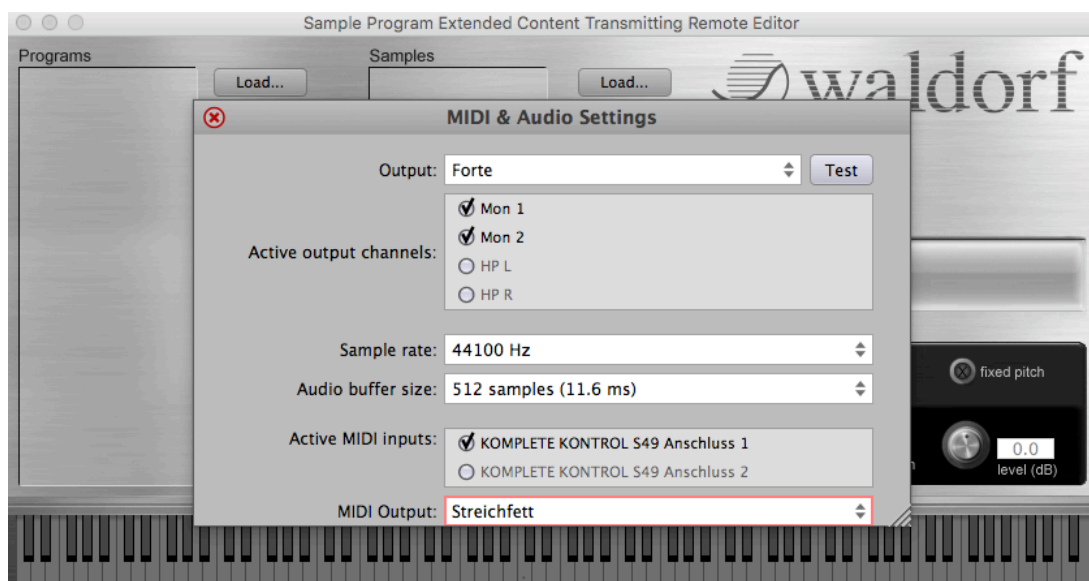 Sample Program Extended Content Transmitting Remote Editor
Programs
Samples
Load...
Load...
waldorf
MIDI & Audio Settings
Output: Forte
Test
Active output channels:
Mon 1
Mon 2
HP L
HP R
Sample rate: 44100 Hz
Audio buffer size: 512 samples (11.6 ms)
fixed pitch
Active MIDI inputs:
KOMPLETE KONTROL S49 Anschluss 1
KOMPLETE KONTROL S49 Anschluss 2
0.0
level (dB)
MIDI Output: Streichfett